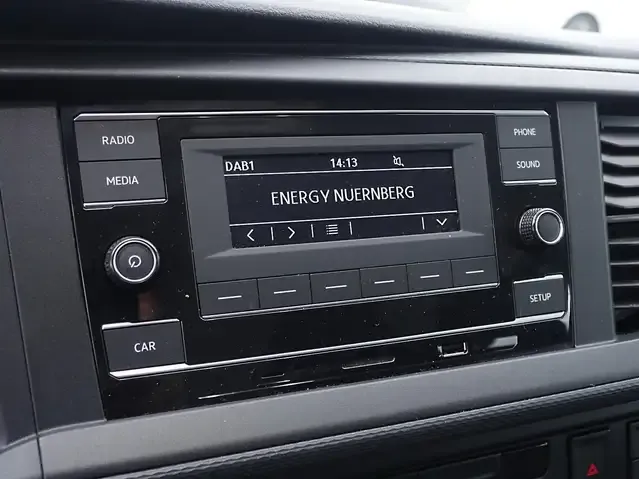 RADIO
MEDIA
CAR
DAB1 14:13
ENERGY NUERNBERG
PHONE
SOUND
SETUP